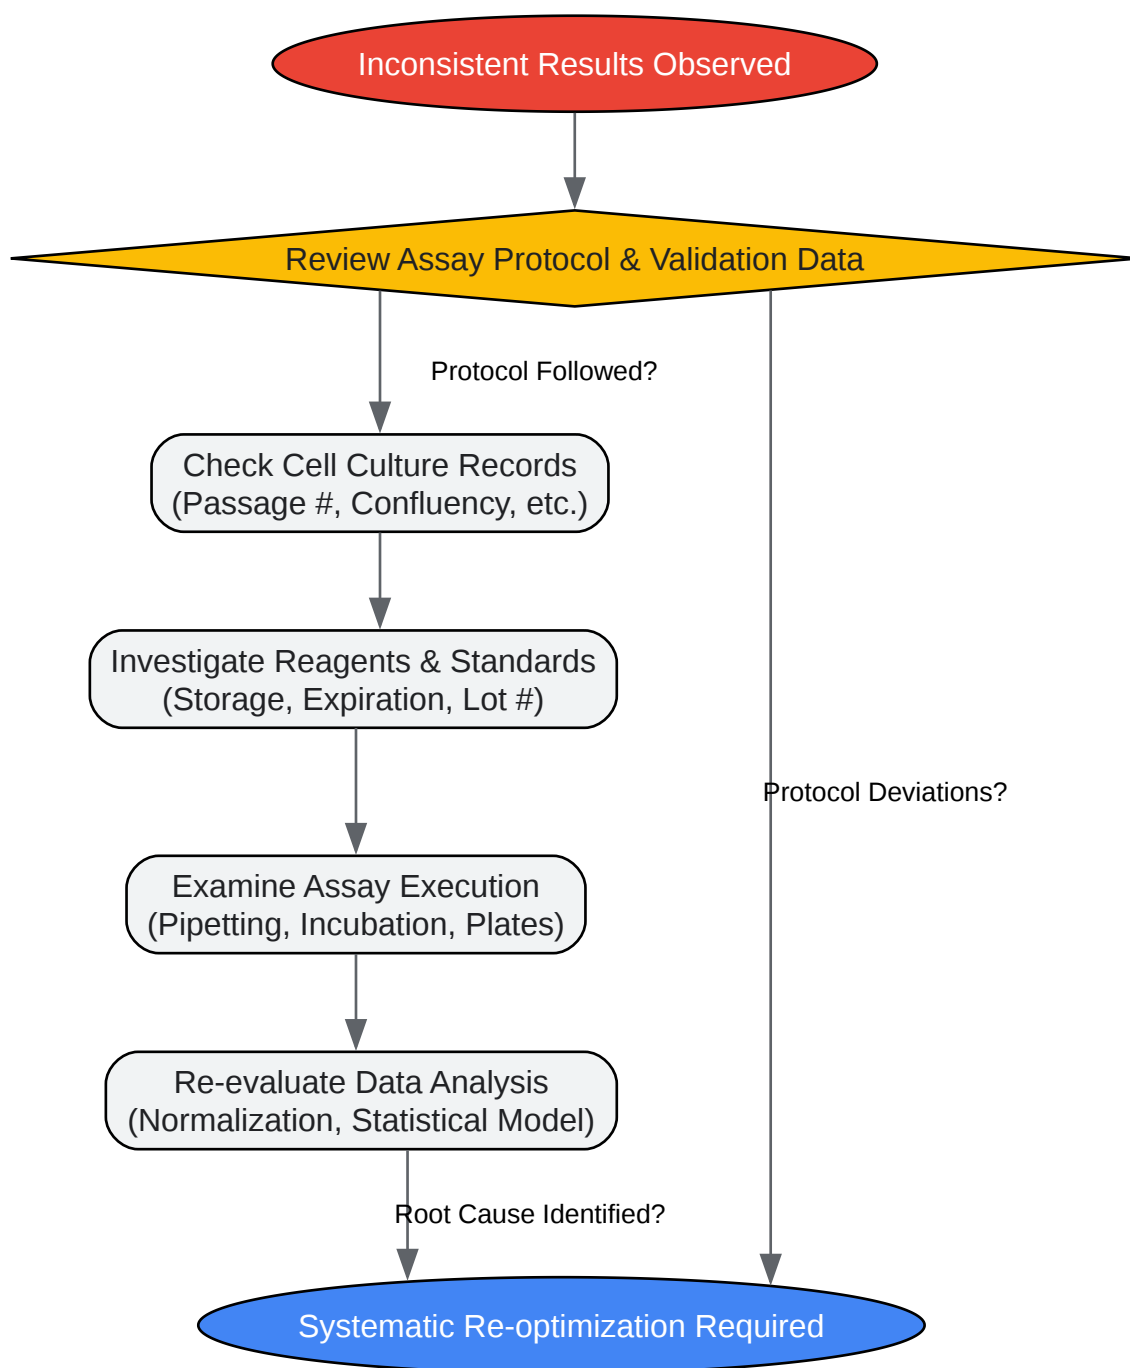 Inconsistent Results Observed
Review Assay Protocol & Validation Data
Protocol Followed?
Check Cell Culture Records
(Passage #, Confluency, etc.)
Investigate Reagents & Standards
(Storage, Expiration, Lot #)
Protocol Deviations?
Examine Assay Execution
(Pipetting, Incubation, Plates)
Re-evaluate Data Analysis
(Normalization, Statistical Model)
Root Cause Identified?
Systematic Re-optimization Required